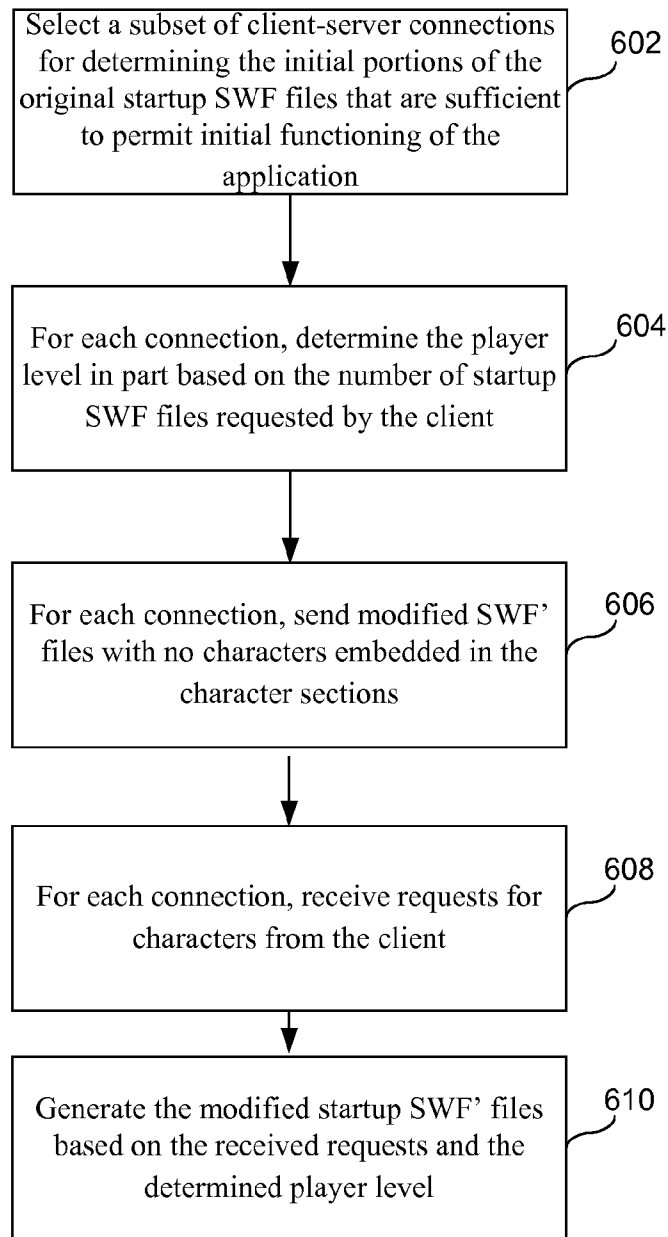 Select a subset of client-server connections
for determining the initial portions of the
original startup SWF files that are sufficient
to permit initial functioning of the
application
602
For each connection, determine the player
level in part based on the number of startup
SWF files requested by the client
604
For each connection, send modified SWF’
files with no characters embedded in the
character sections
606
For each connection, receive requests for
characters from the client
608
Generate the modified startup SWF’ files
based on the received requests and the
determined player level
610